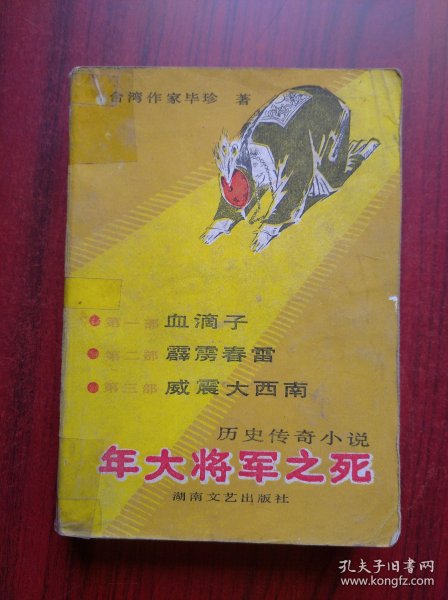 台湾作家毕珍 著
第一部 血滴子
第二部 霹雳春雷
第三部 威震大西南
历史传奇小说
年大将军之死
湖南文艺出版社
孔夫子旧书网
www.kongfz.com